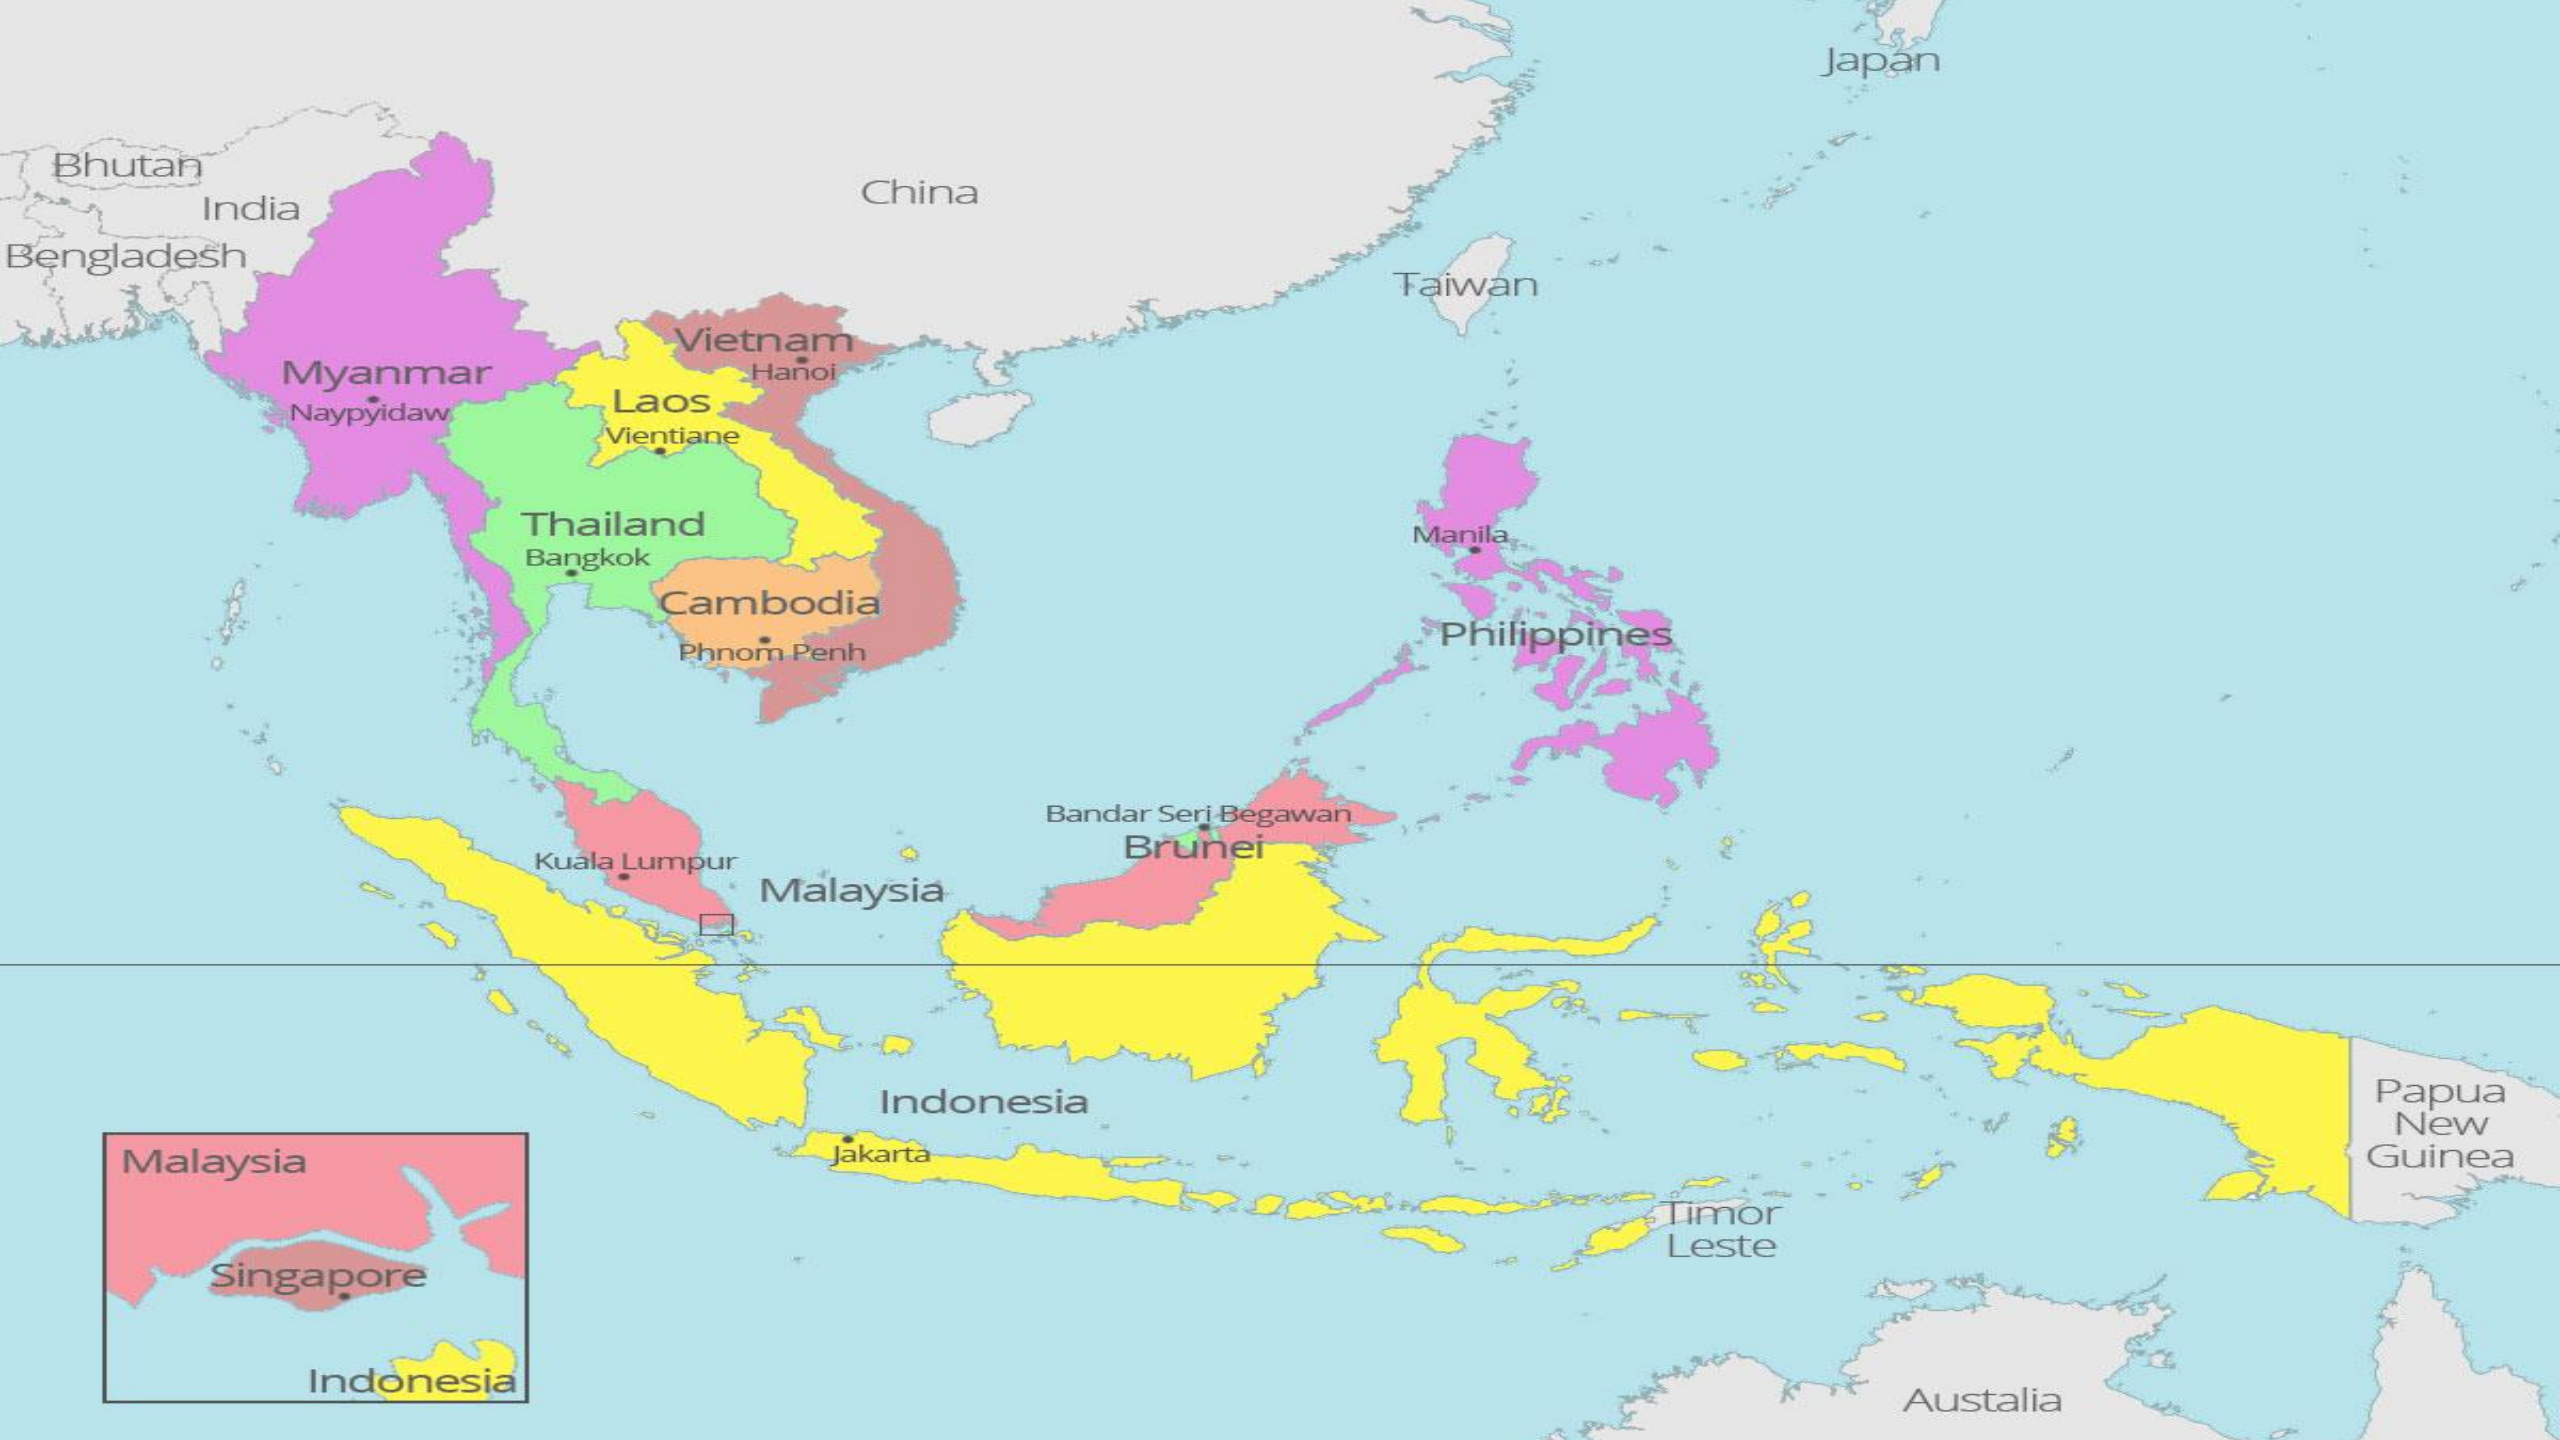 Japan
Bhutan
India
China
Bengladesh
Taiwan
Vietnam
Hanoi
Myanmar
Naypyidaw
Laos
Vientiane
Thailand
Bangkok
Manila
Cambodia
Phnom Penh
Philippines
Bandar Seri Begawan
Brunei
Kuala Lumpur
Malaysia
Indonesia
Jakarta
Papua
New
Guinea
Timor
Leste
Malaysia
Singapore
Indonesia
Austalia